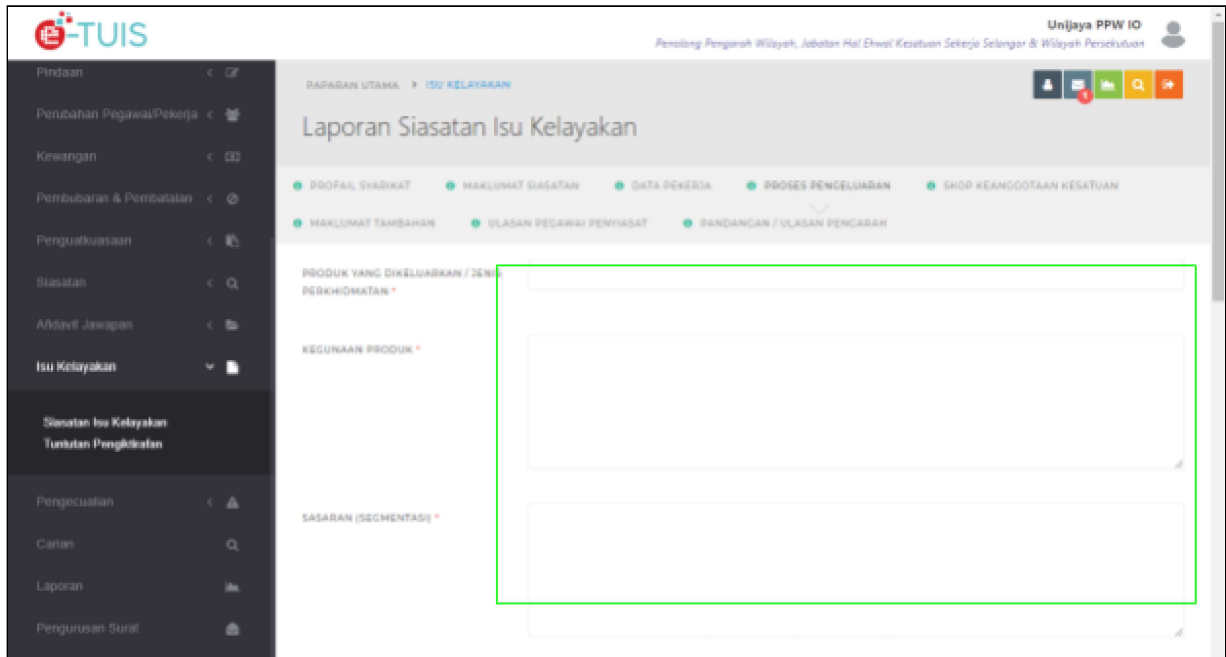 e-TUIS
Unijaya PPW IO
Penolong Pengarah Wilayah, Jabatan Hal Ehwal Kesatuan Sekerja Selangor & Wilayah Persekutuan
Pindaan
Perubahan Pegawai/Pekerja
Kewangan
Pembubaran & Pembatalan
Penguatkuasaan
Siasatan
Afidavit Jawapan
Isu Kelayakan
Siasatan Isu Kelayakan
Tuntutan Pengiktirafan
Pengecualian
Carian
Laporan
Pengurusan Surat
PAPARAN UTAMA > ISU KELAYAKAN
1
Laporan Siasatan Isu Kelayakan
PROFAIL SYARIKAT MAKLUMAT SIASATAN DATA PEKERJA PROSES PENGELUARAN SKOP KEANGGOTAAN KESATUAN
MAKLUMAT TAMBAHAN ULASAN PEGAWAI PENYIASAT PANDANGAN / ULASAN PENGARAH
PRODUK YANG DIKELUARKAN / JENIS
PERKHIDMATAN *
KEGUNAAN PRODUK *
SASARAN (SEGMENTASI) *